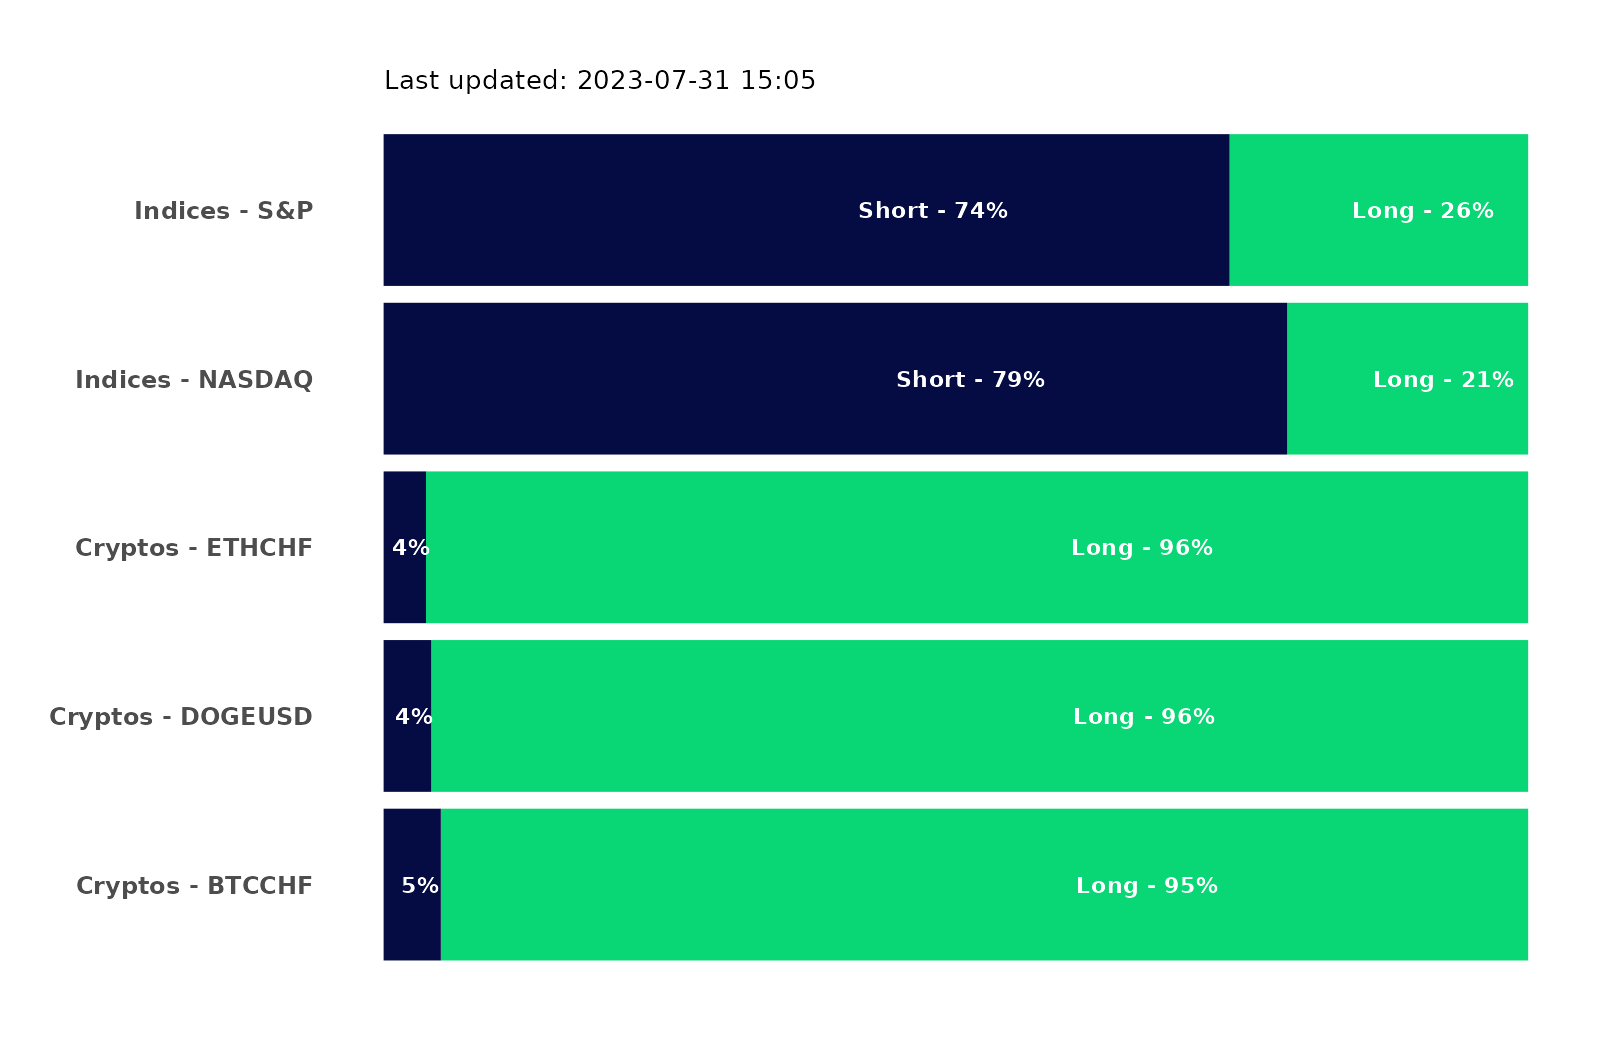 Last updated: 2023-07-31 15:05
Indices - S&P Short - 74% Long - 26%
Indices - NASDAQ Short - 79% Long - 21%
Cryptos - ETHCHF 4% Long - 96%
Cryptos - DOGEUSD 4% Long - 96%
Cryptos - BTCCHF 5% Long - 95%